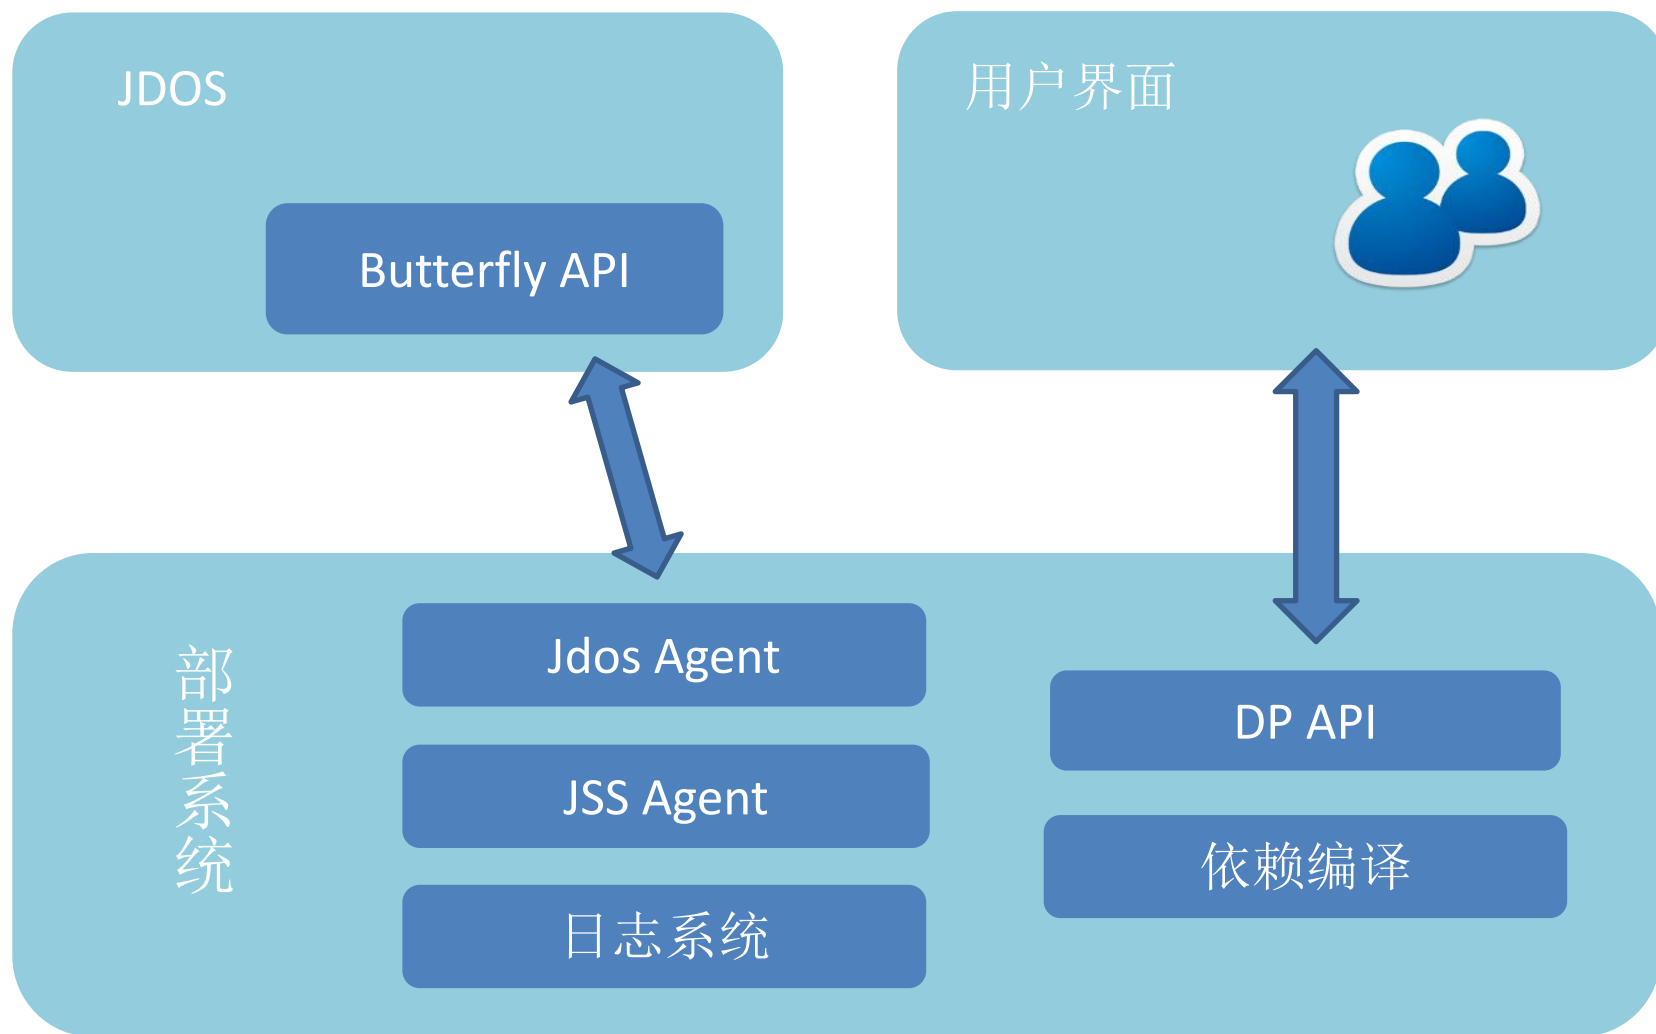 JDOS
Butterfly API
用户界面
部署系统
Jdos Agent
JSS Agent
日志系统
DP API
依赖编译